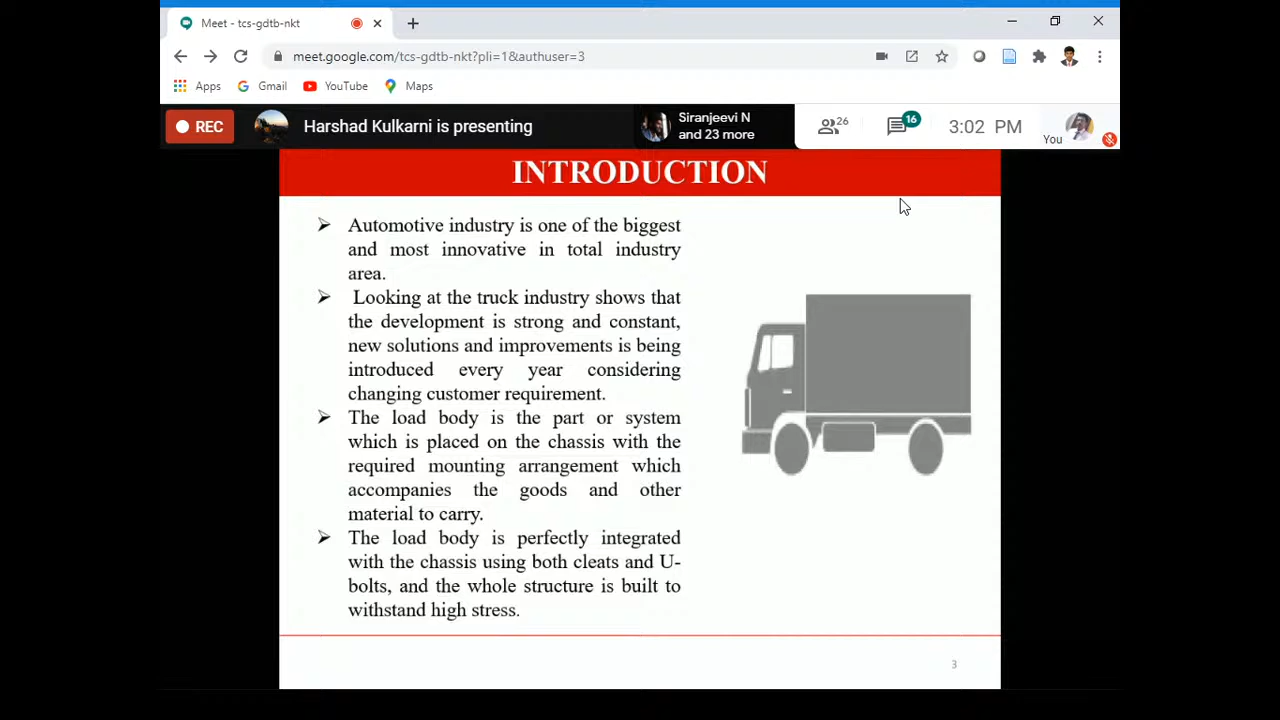 Meet - tcs-gdtb-nkt
meet.google.com/tcs-gdtb-nkt?pli=1&authuser=3
Apps Gmail YouTube Maps
REC Harshad Kulkarni is presenting
Siranjeevi N
and 23 more
26
16
3:02 PM
You
INTRODUCTION
➢ Automotive industry is one of the biggest
and most innovative in total industry
area.
➢ Looking at the truck industry shows that
the development is strong and constant,
new solutions and improvements is being
introduced every year considering
changing customer requirement.
➢ The load body is the part or system
which is placed on the chassis with the
required mounting arrangement which
accompanies the goods and other
material to carry.
➢ The load body is perfectly integrated
with the chassis using both cleats and U-
bolts, and the whole structure is built to
withstand high stress.
3